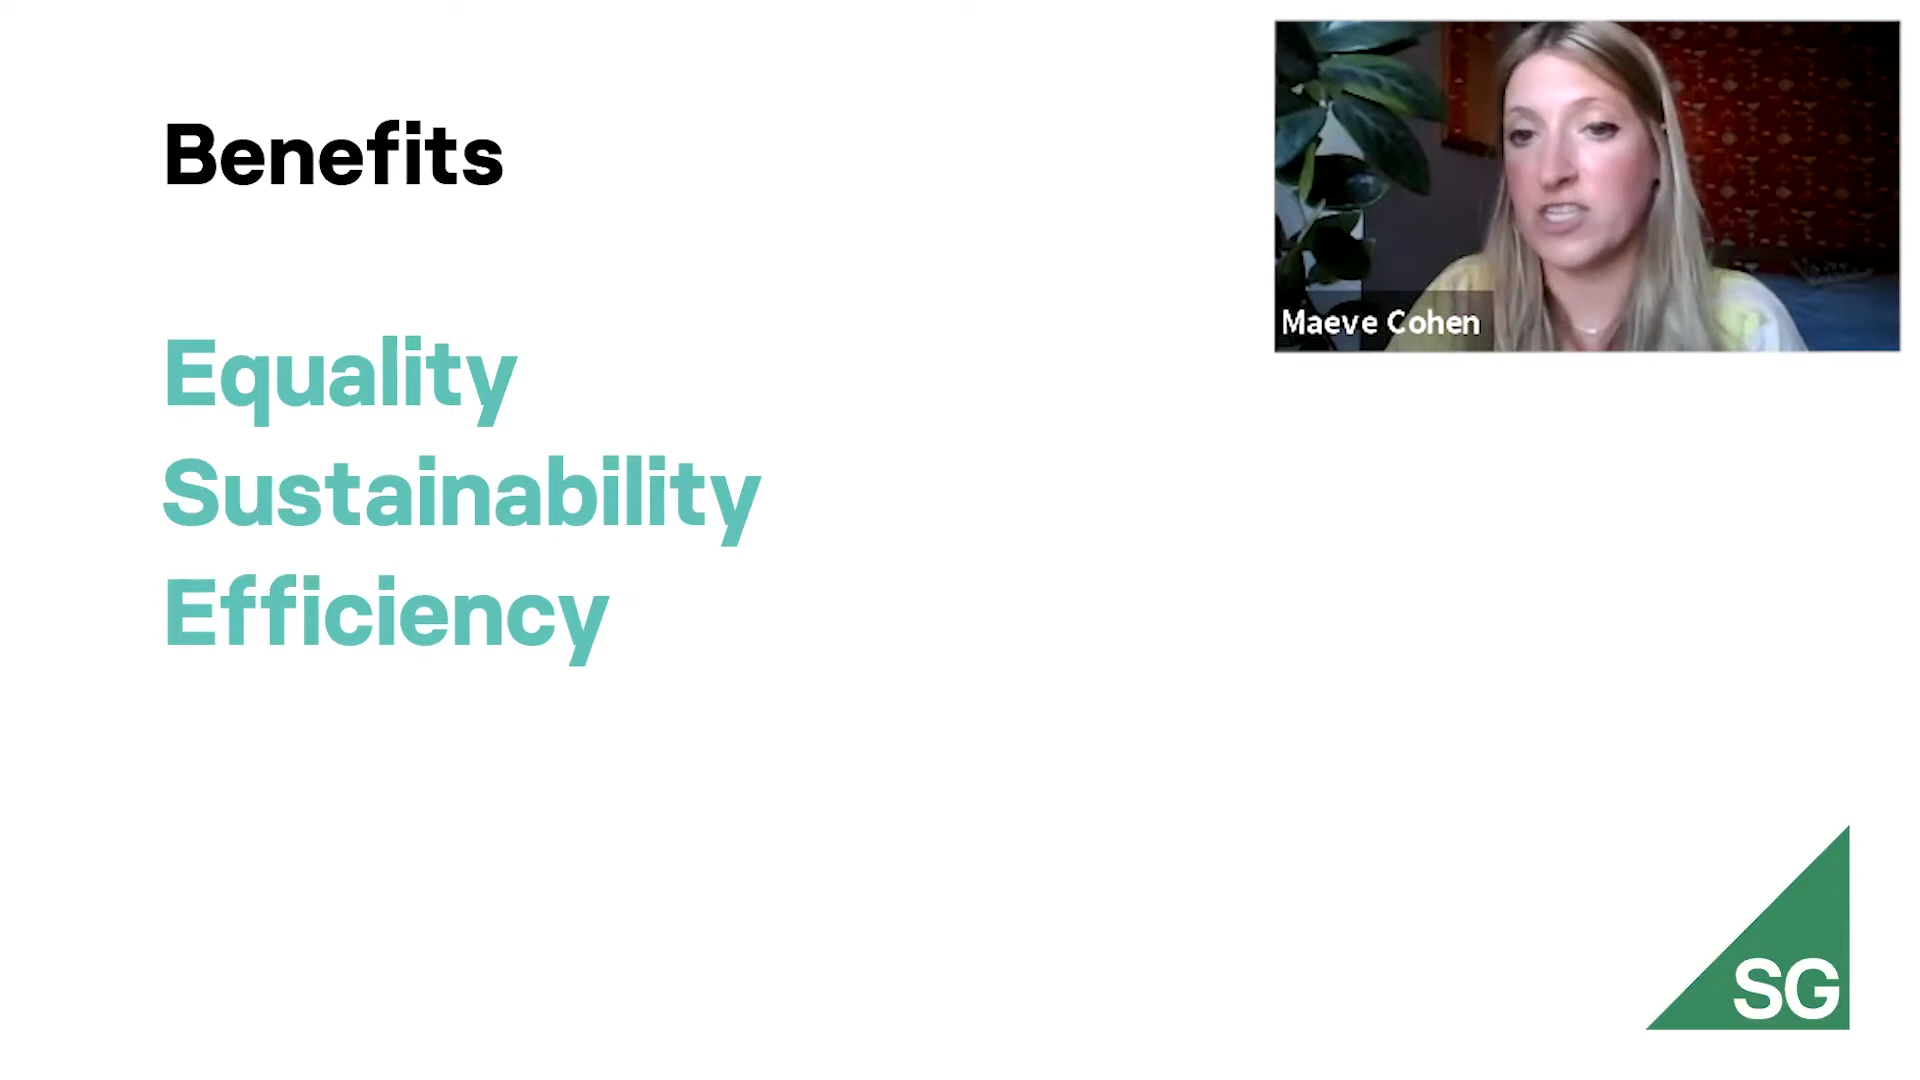 Benefits
Equality
Sustainability
Efficiency
Maeve Cohen
SG